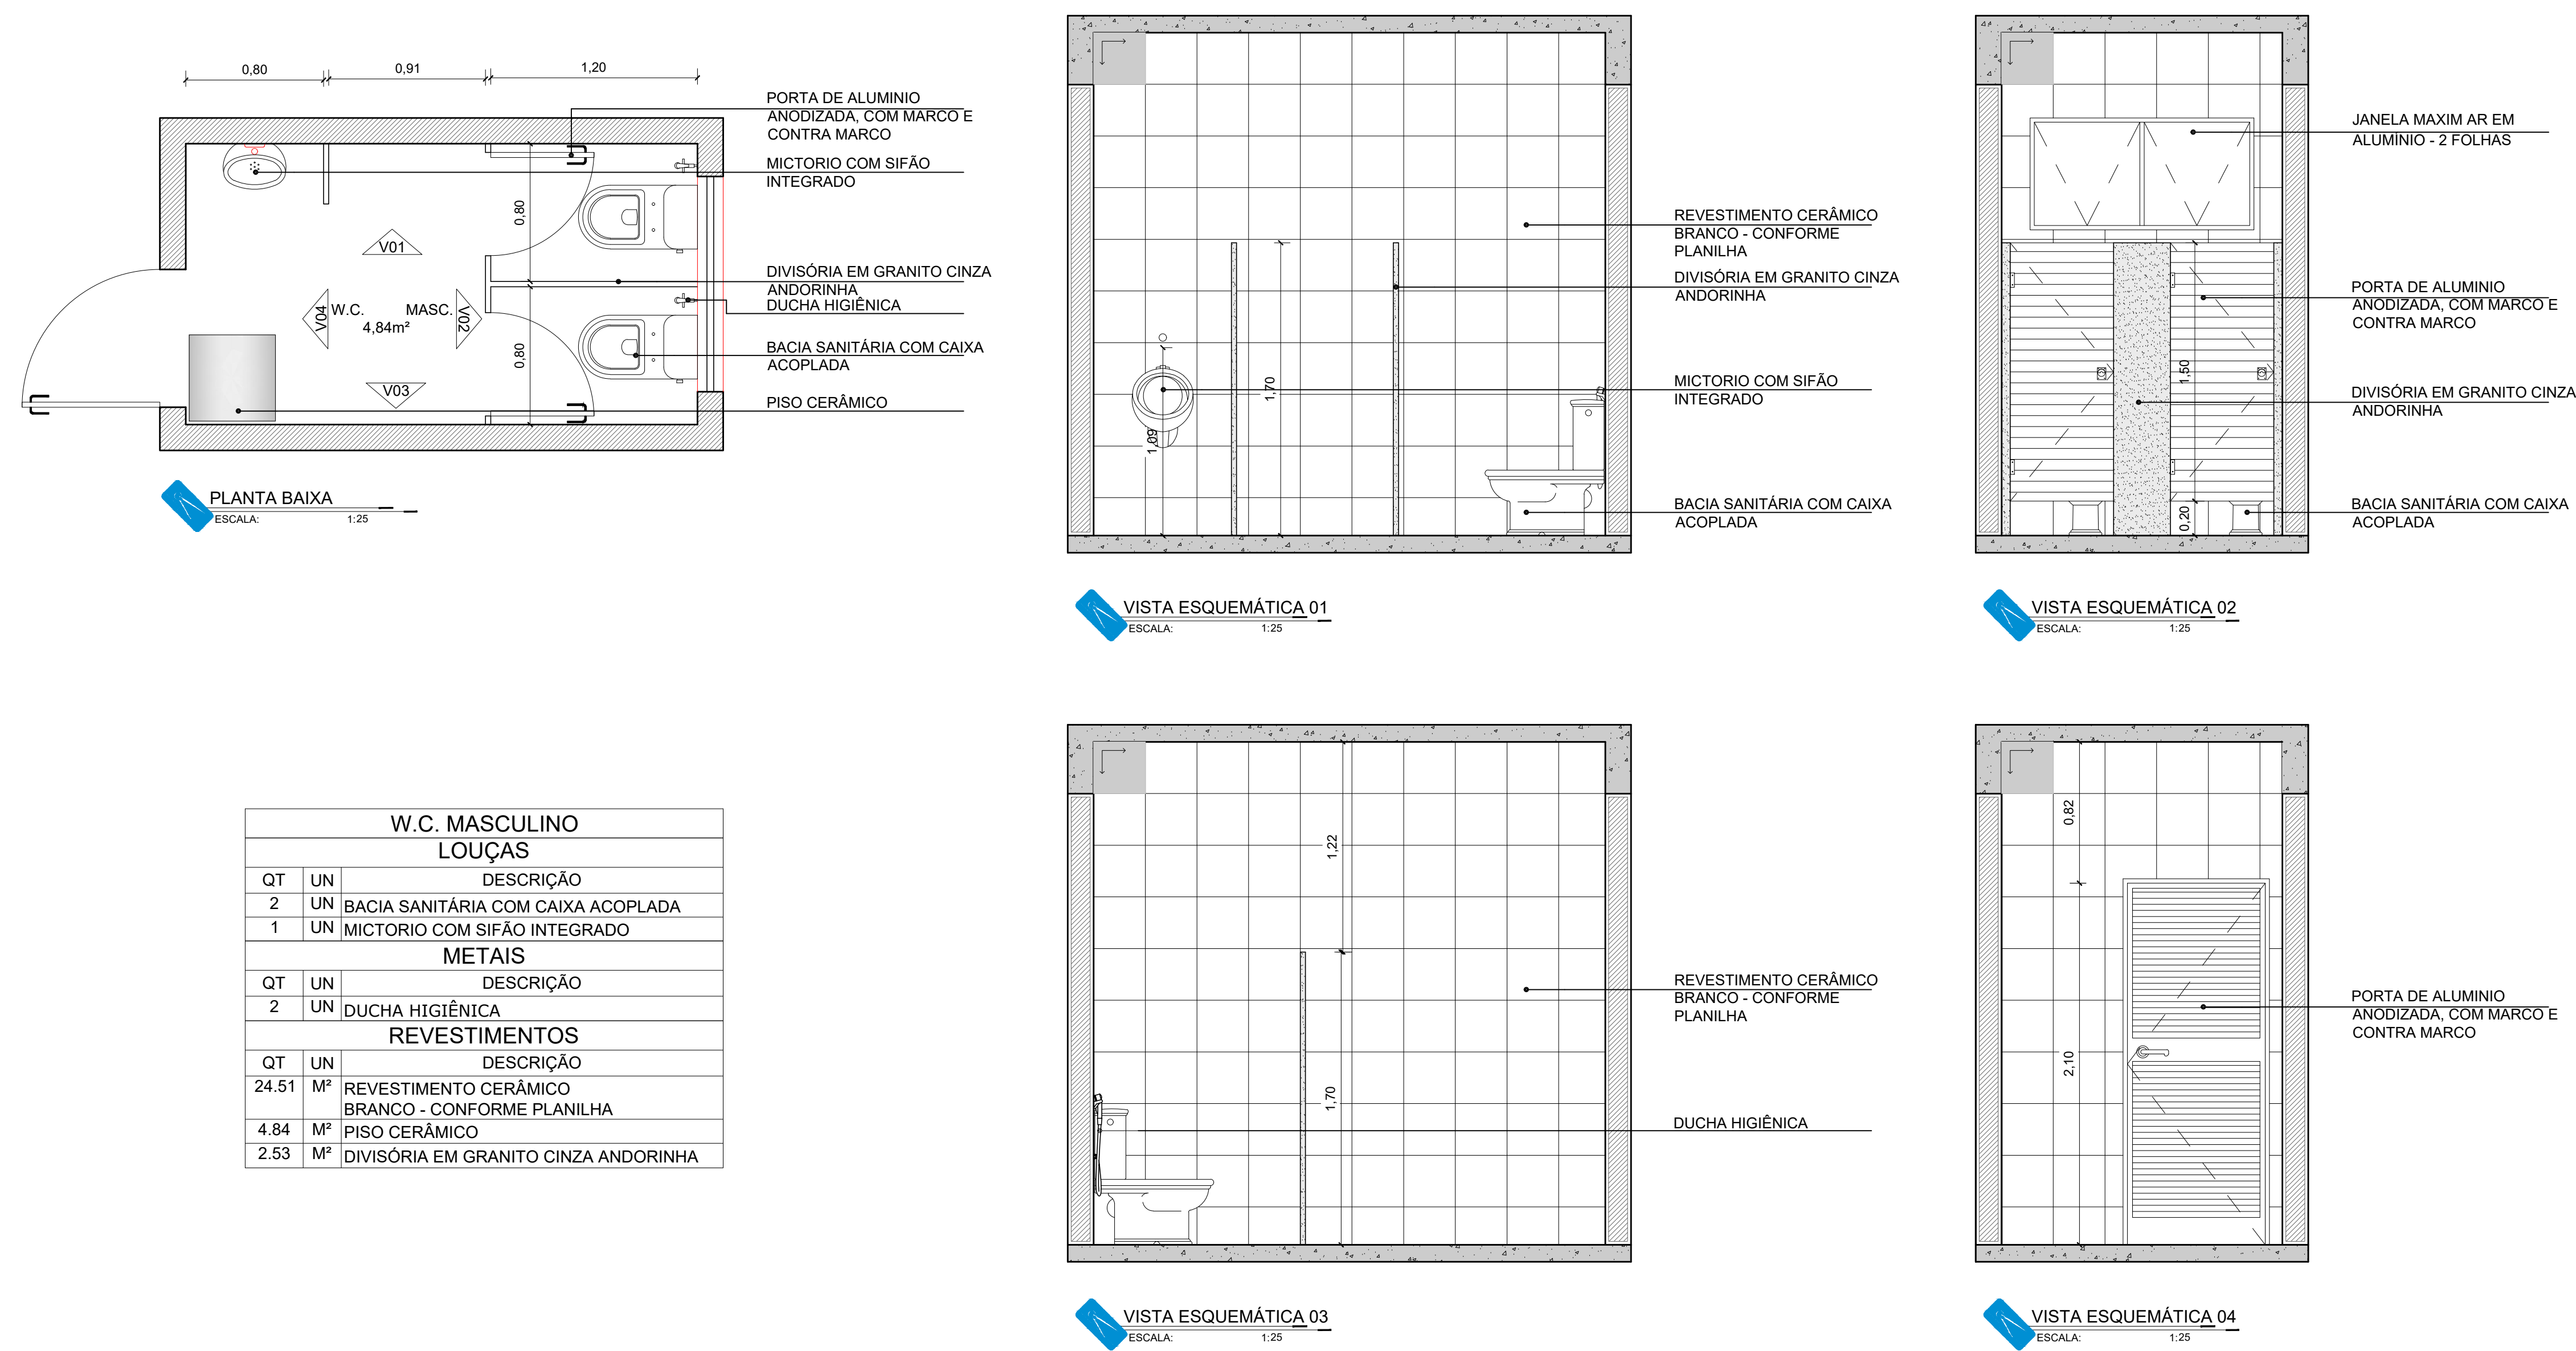 0,80
0,91
1,20
PORTA DE ALUMINIO
ANODIZADA, COM MARCO E
CONTRA MARCO
MICTORIO COM SIFÃO
INTEGRADO
0,80
V01
V04
W.C. MASC.
4,84m²
V02
DIVISÓRIA EM GRANITO CINZA
ANDORINHA
DUCHA HIGIÊNICA
0,80
BACIA SANITÁRIA COM CAIXA
ACOPLADA
V03
PISO CERÂMICO
PLANTA BAIXA
ESCALA: 1:25
REVESTIMENTO CERÂMICO
BRANCO - CONFORME
PLANILHA
DIVISÓRIA EM GRANITO CINZA
ANDORINHA
1,70
1,09
MICTORIO COM SIFÃO
INTEGRADO
BACIA SANITÁRIA COM CAIXA
ACOPLADA
VISTA ESQUEMÁTICA 01
ESCALA: 1:25
JANELA MAXIM AR EM
ALUMÍNIO - 2 FOLHAS
PORTA DE ALUMINIO
ANODIZADA, COM MARCO E
CONTRA MARCO
1,50
DIVISÓRIA EM GRANITO CINZA
ANDORINHA
0,20
BACIA SANITÁRIA COM CAIXA
ACOPLADA
VISTA ESQUEMÁTICA 02
ESCALA: 1:25
W.C. MASCULINO
LOUÇAS
QT UN DESCRIÇÃO
2 UN BACIA SANITÁRIA COM CAIXA ACOPLADA
1 UN MICTORIO COM SIFÃO INTEGRADO
METAIS
QT UN DESCRIÇÃO
2 UN DUCHA HIGIÊNICA
REVESTIMENTOS
QT UN DESCRIÇÃO
24.51 M² REVESTIMENTO CERÂMICO
BRANCO - CONFORME PLANILHA
4.84 M² PISO CERÂMICO
2.53 M² DIVISÓRIA EM GRANITO CINZA ANDORINHA
1,22
REVESTIMENTO CERÂMICO
BRANCO - CONFORME
PLANILHA
1,70
DUCHA HIGIÊNICA
VISTA ESQUEMÁTICA 03
ESCALA: 1:25
0,82
PORTA DE ALUMINIO
ANODIZADA, COM MARCO E
CONTRA MARCO
2,10
VISTA ESQUEMÁTICA 04
ESCALA: 1:25